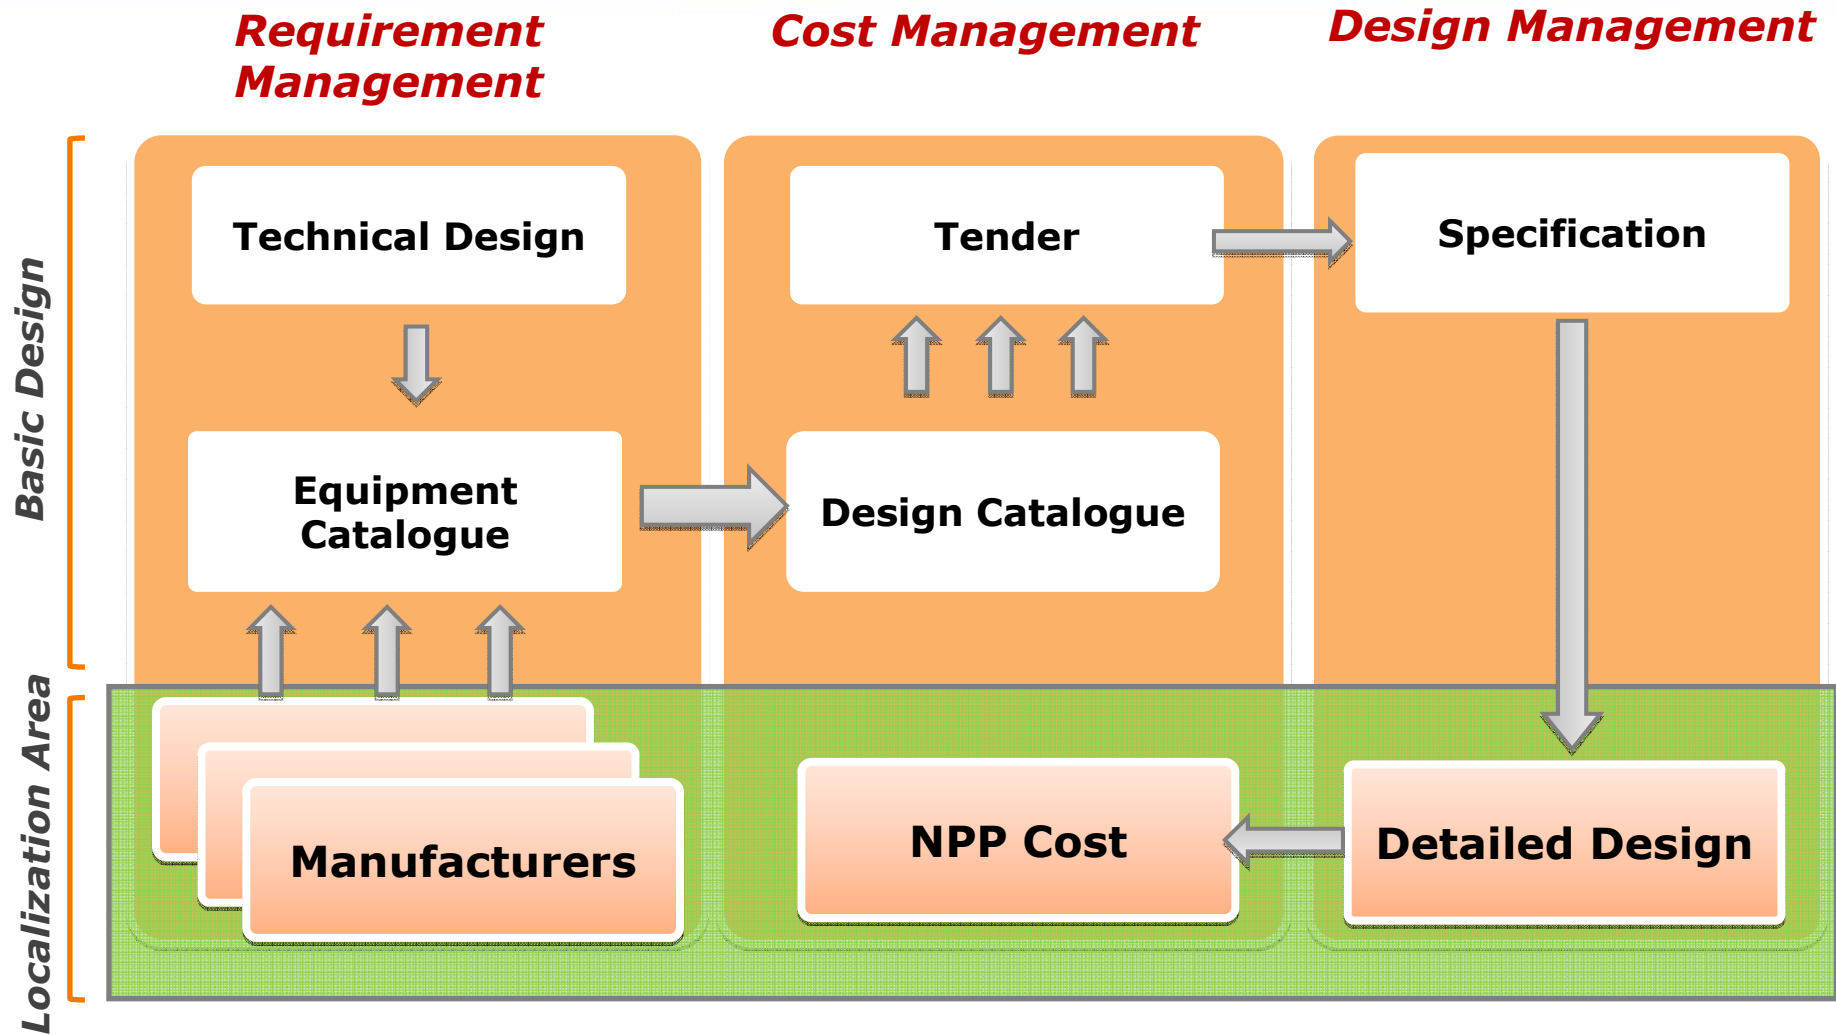 Requirement
Management
Cost Management
Design Management
Basic Design
Technical Design
Tender
Specification
Equipment
Catalogue
Design Catalogue
Localization Area
Manufacturers
NPP Cost
Detailed Design